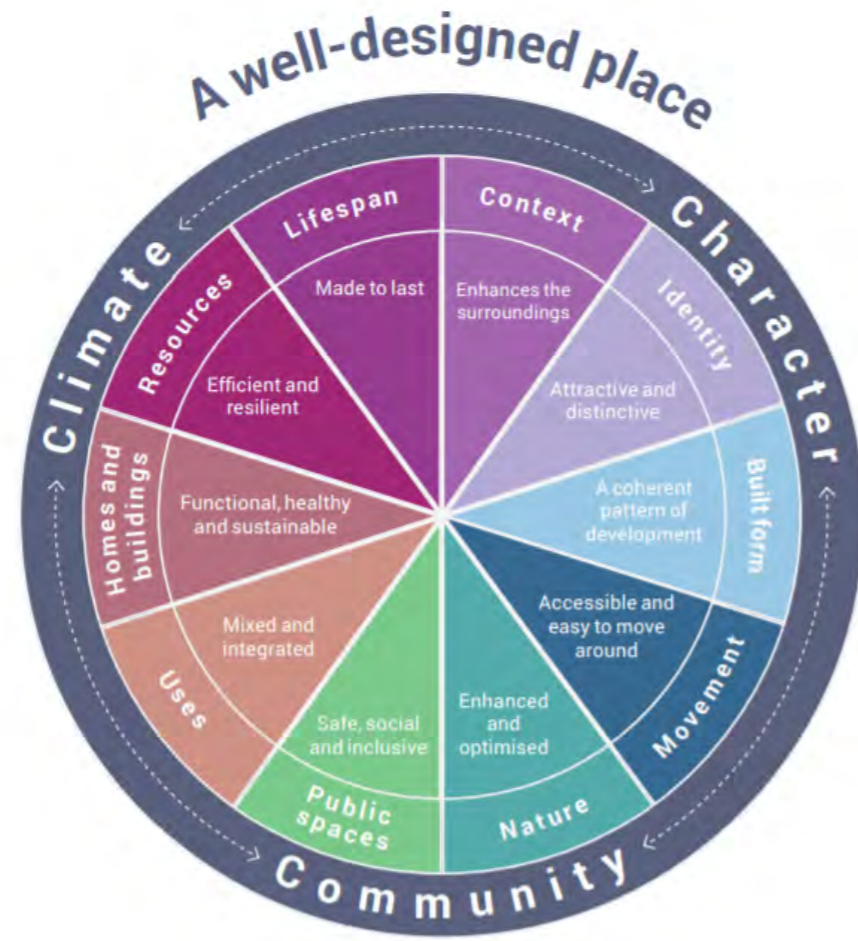 A well-designed place
Climate
Character
Community
Context
Enhances the
surroundings
Identity
Attractive and
distinctive
Built form
A coherent
pattern of
development
Movement
Accessible and
easy to move
around
Nature
Enhanced
and
optimised
Public
spaces
Safe, social
and inclusive
Uses
Mixed and
integrated
Homes and
buildings
Functional, healthy
and sustainable
Resources
Efficient and
resilient
Lifespan
Made to last